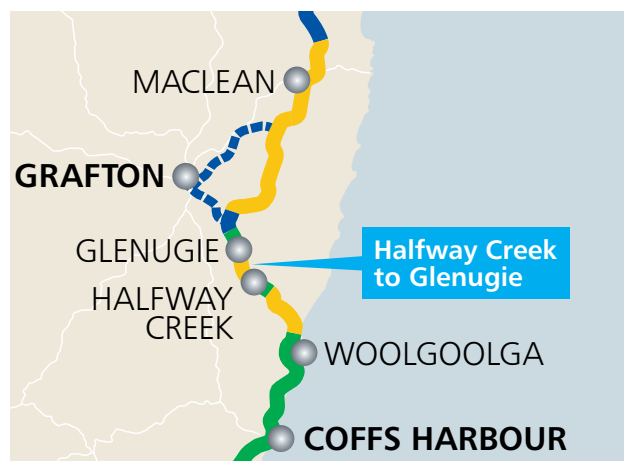 MACLEAN
GRAFTON
GLENUGIE
Halfway Creek
to Glenugie
HALFWAY
CREEK
WOOLGOOLGA
COFFS HARBOUR